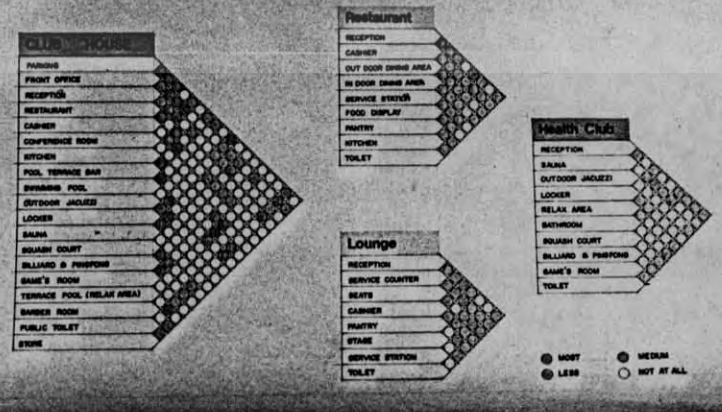 CLUB HOUSE
PARKING
FRONT OFFICE
RECEPTION
RESTAURANT
CASHIER
CONFERENCE ROOM
KITCHEN
POOL TERRACE BAR
SWIMMING POOL
OUTDOOR JACUZZI
LOCKER
SAUNA
SQUASH COURT
BILLIARD & PINGPONG
GAME'S ROOM
TERRACE POOL (RELAX AREA)
BARBER ROOM
PUBLIC TOILET
STORE
Restaurant
RECEPTION
CASHIER
OUT DOOR DINING AREA
IN DOOR DINING AREA
SERVICE STATION
FOOD DISPLAY
PANTRY
KITCHEN
TOILET
Lounge
RECEPTION
SERVICE COUNTER
SEATS
CASHIER
PANTRY
STAGE
SERVICE STATION
TOILET
Health Club
RECEPTION
SAUNA
OUTDOOR JACUZZI
LOCKER
RELAX AREA
BATHROOM
SQUASH COURT
BILLIARD & PINGPONG
GAME'S ROOM
TOILET
MOST
MEDIUM
LESS
NOT AT ALL